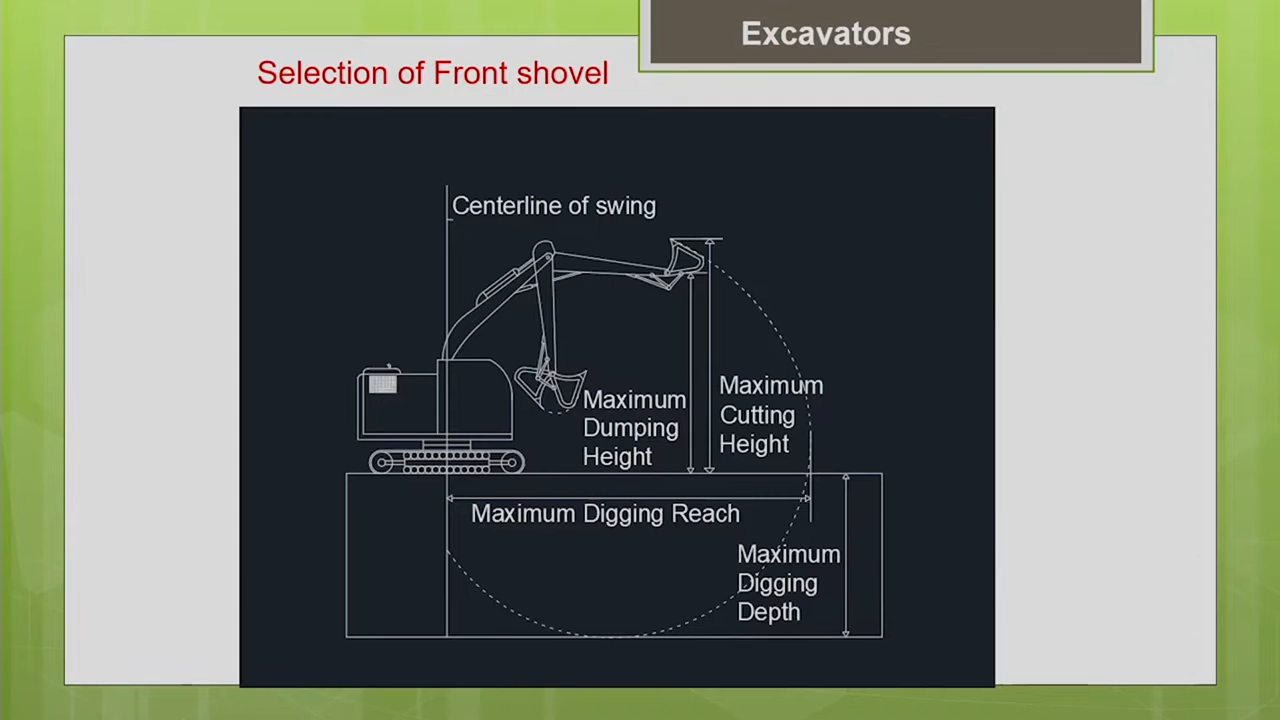 Excavators
Selection of Front shovel
Centerline of swing
Maximum
Dumping
Height
Maximum
Cutting
Height
Maximum Digging Reach
Maximum
Digging
Depth